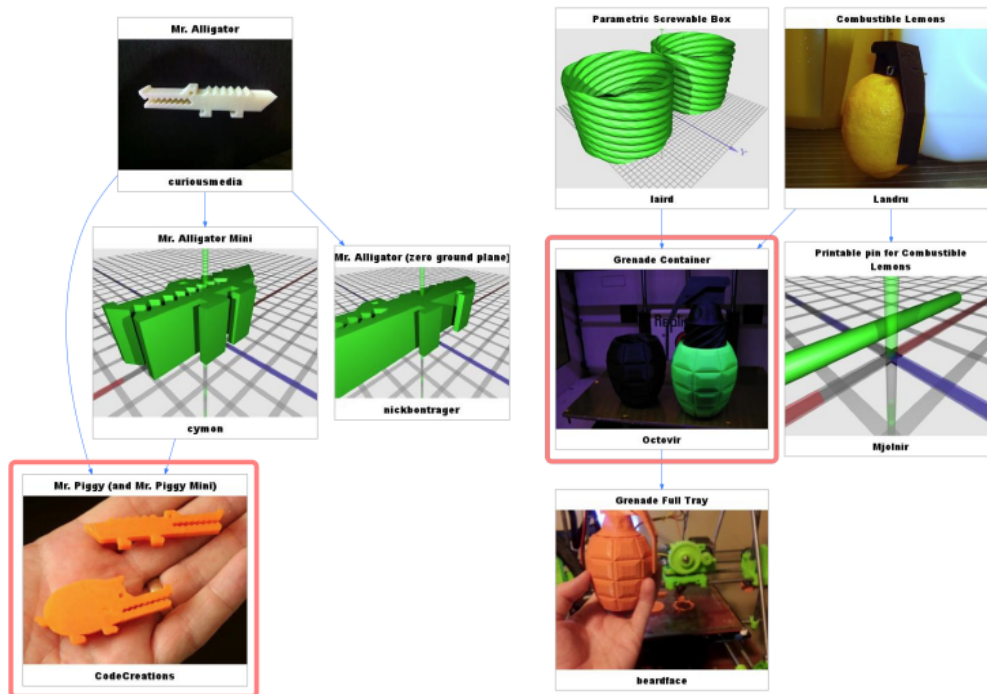 Mr. Alligator
curiousmedia
Mr. Alligator Mini
cymon
Mr. Alligator (zero ground plane)
nickbontrager
Mr. Piggy (and Mr. Piggy Mini)
CodeCreations
Parametric Screwable Box
Y
laird
Combustible Lemons
Landru
Grenade Container
Octovir
Printable pin for Combustible
Lemons
Mjolnir
Grenade Full Tray
beardface